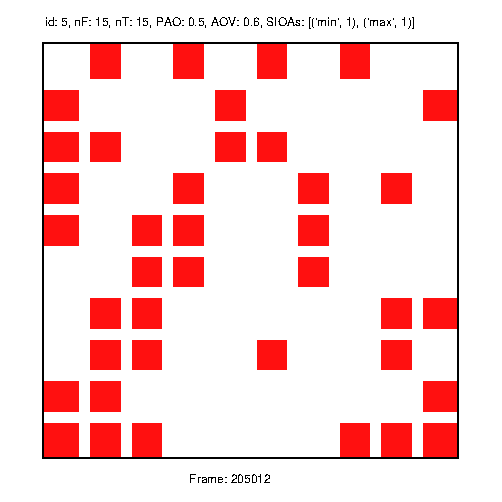 id: 5, nF: 15, nT: 15, PAO: 0.5, AOV: 0.6, SIOAs: [('min', 1), ('max', 1)]
Frame: 205012